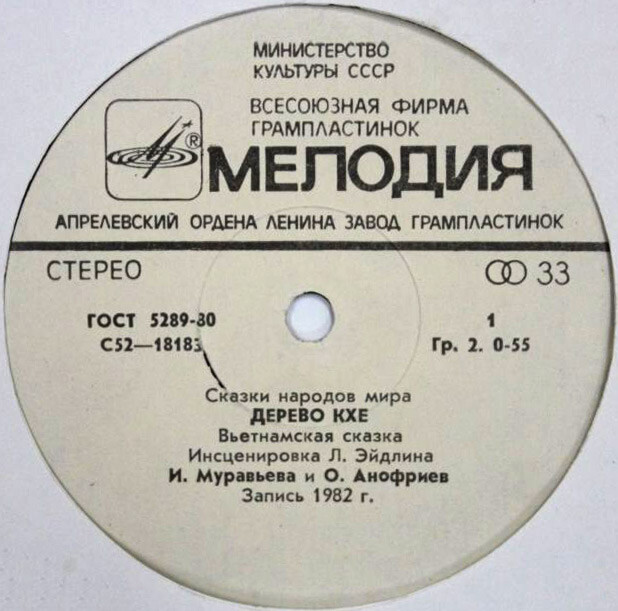 МИНИСТЕРСТВО
КУЛЬТУРЫ СССР
ВСЕСОЮЗНАЯ ФИРМА
ГРАМПЛАСТИНОК
®
МЕЛОДИЯ
АПРЕЛЕВСКИЙ ОРДЕНА ЛЕНИНА ЗАВОД ГРАМПЛАСТИНОК
СТЕРЕО 33
ГОСТ 5289-80 1
С52—18183 Гр. 2. 0-55
Сказки народов мира
ДЕРЕВО КХЕ
Вьетнамская сказка
Инсценировка Л. Эйдлина
И. Муравьева и О. Анофриев
Запись 1982 г.